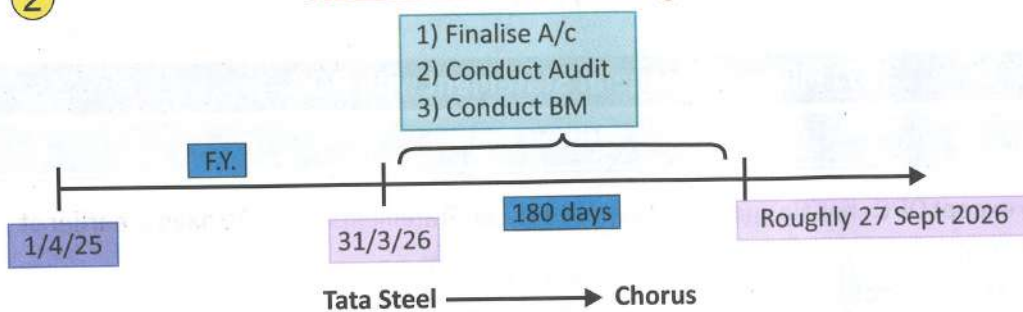 2
1) Finalise A/c
2) Conduct Audit
3) Conduct BM
F.Y.
180 days
Roughly 27 Sept 2026
1/4/25
31/3/26
Tata Steel Chorus